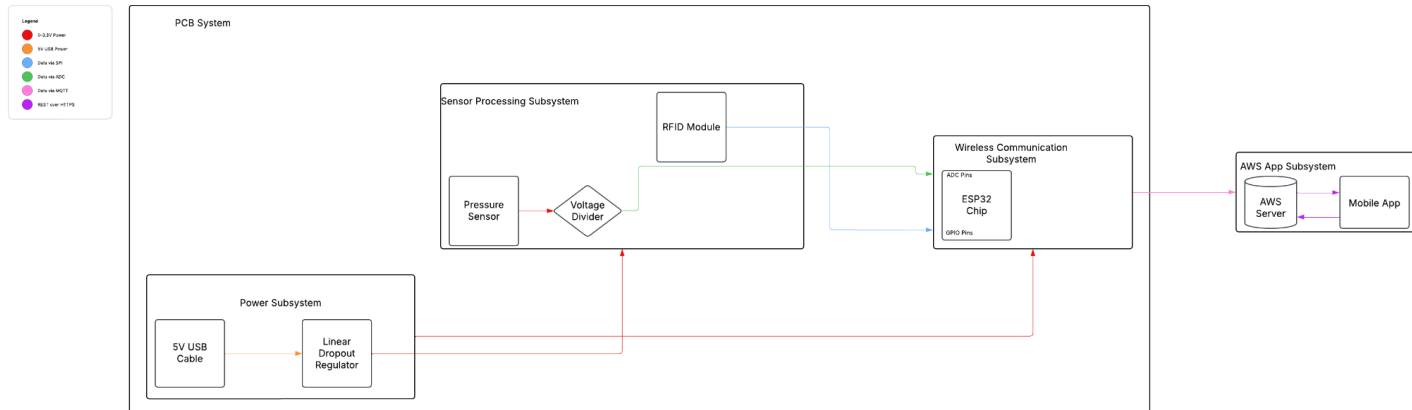 Legend
0-3.3V Power
5V USB Power
Data via SPI
Data via ADC
Data via MQTT
REST over HTTPS
PCB System
Sensor Processing Subsystem
RFID Module
Pressure
Sensor
Voltage
Divider
Wireless Communication
Subsystem
ADC Pins
ESP32
Chip
GPIO Pins
AWS App Subsystem
AWS
Server
Mobile App
Power Subsystem
5V USB
Cable
Linear
Dropout
Regulator